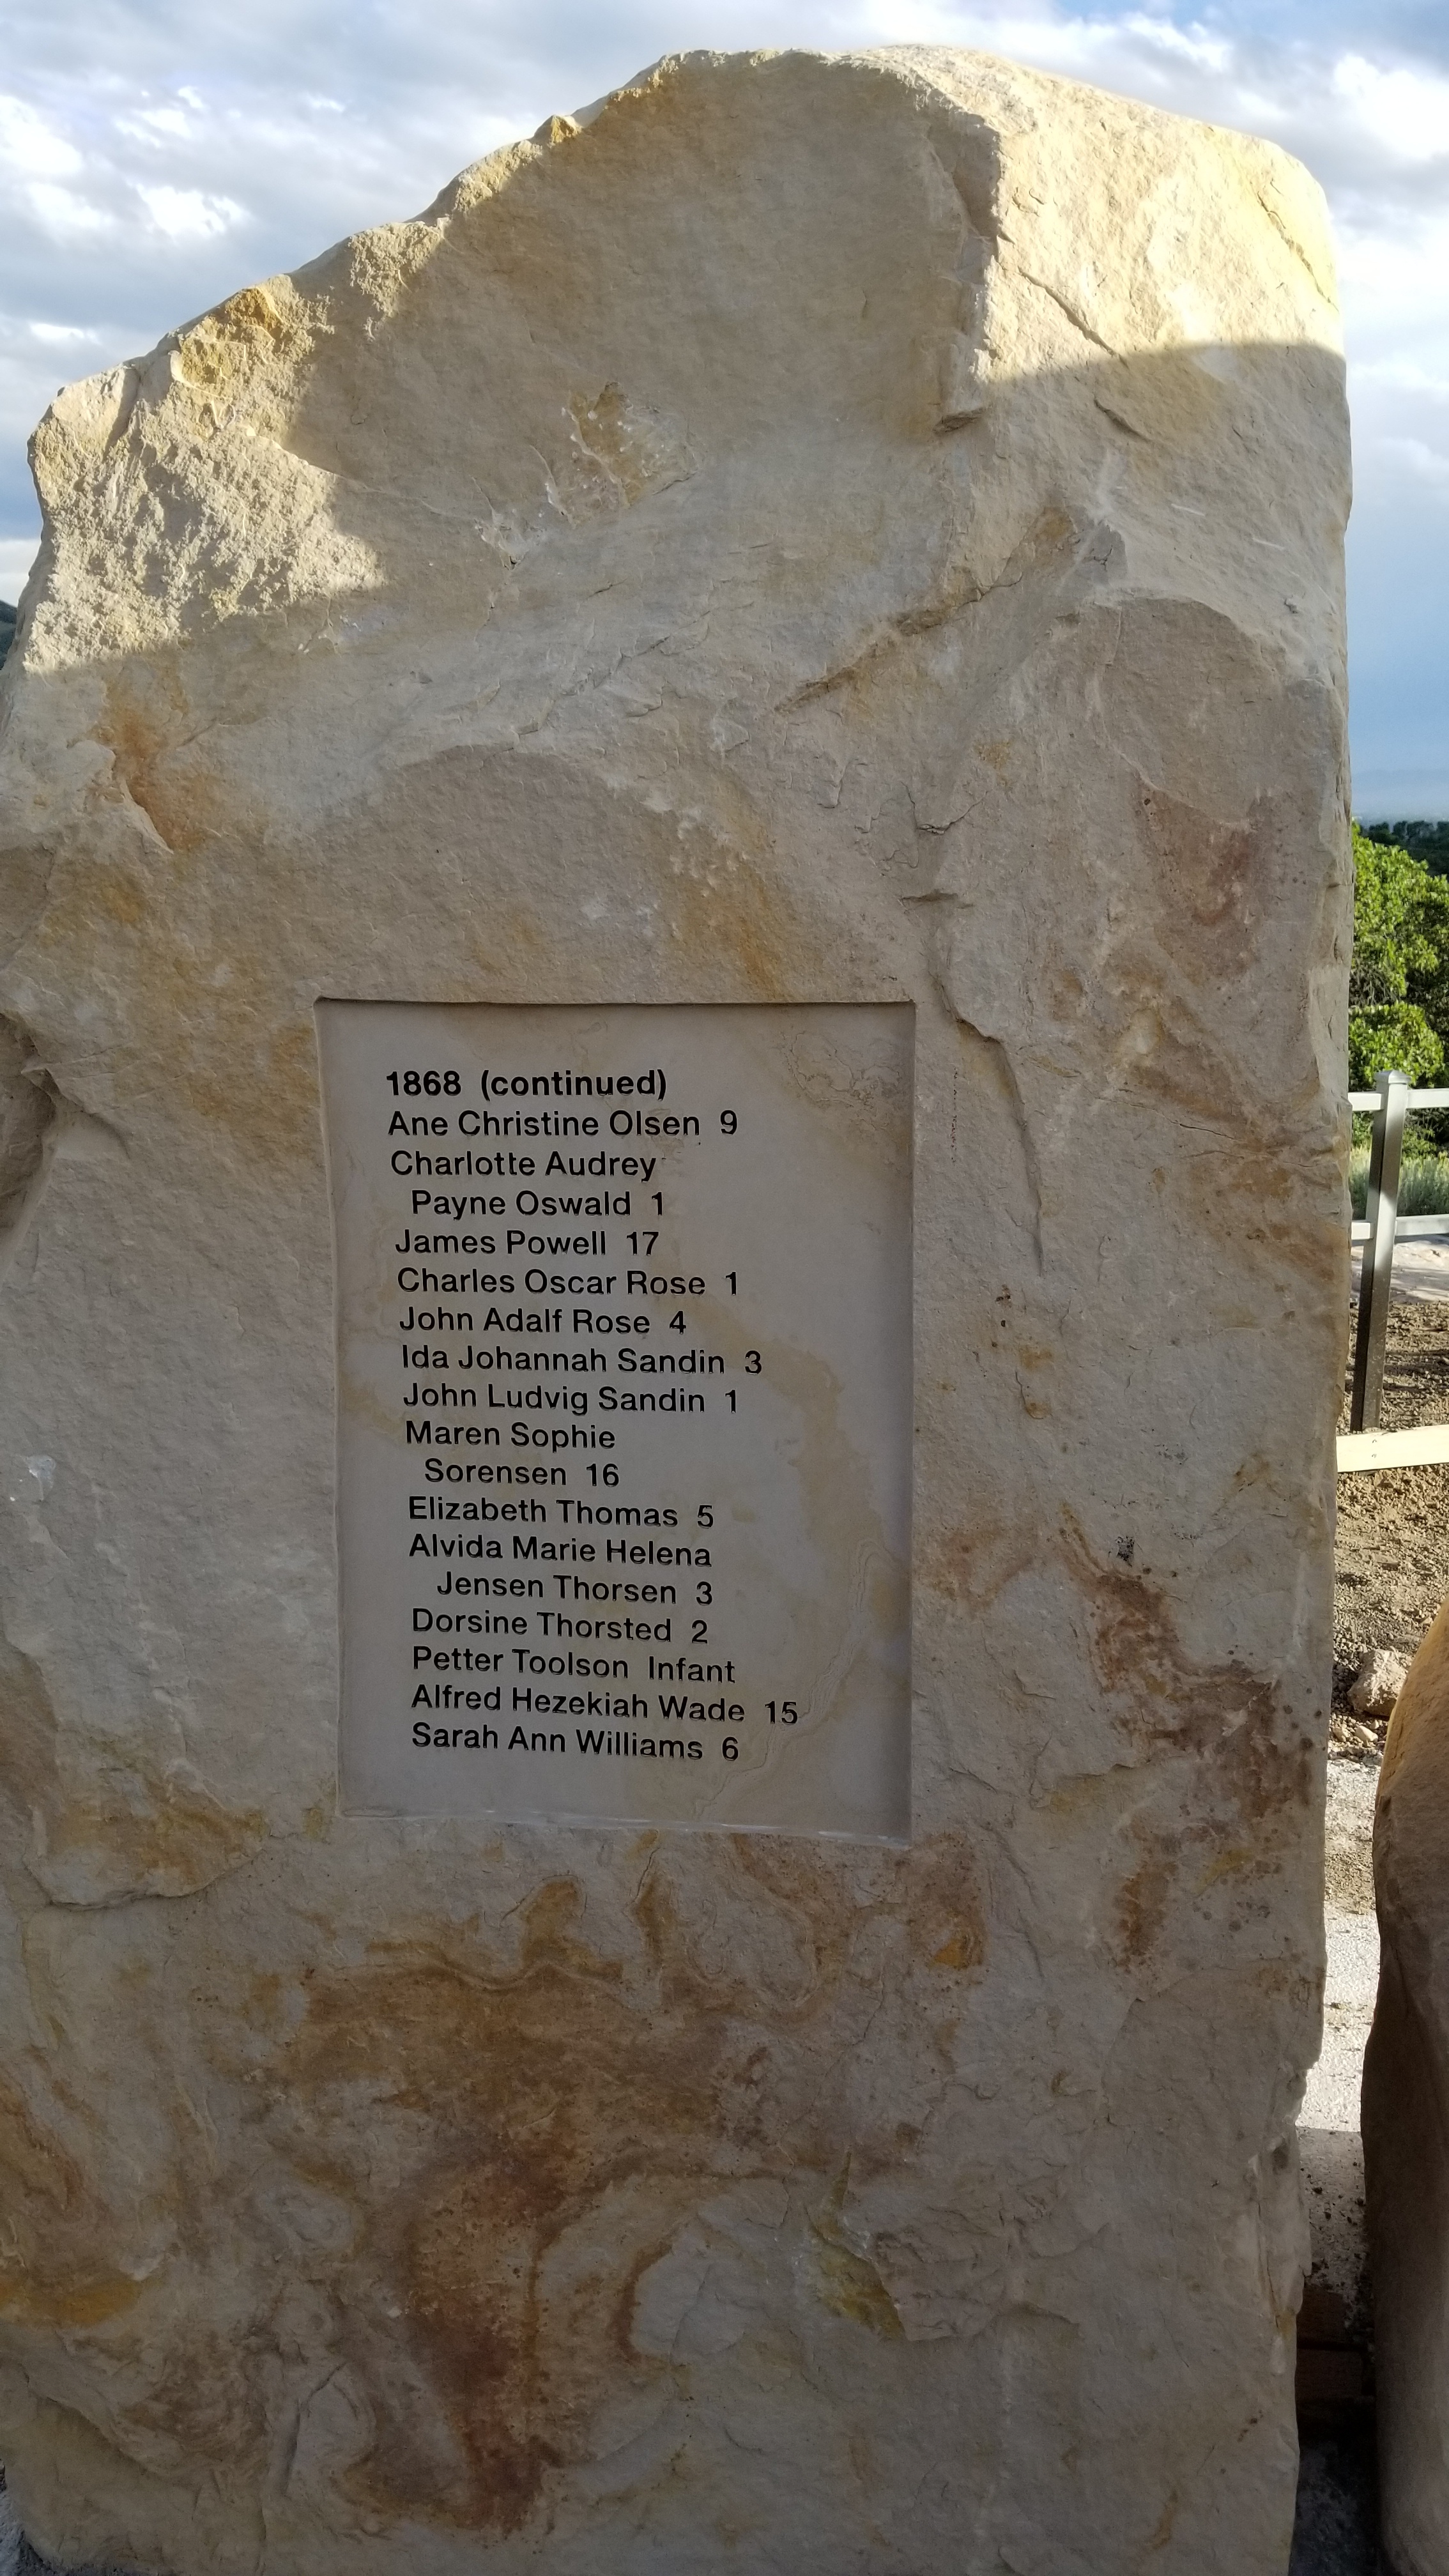 1868 (continued)
Ane Christine Olsen 9
Charlotte Audrey
Payne Oswald 1
James Powell 17
Charles Oscar Rose 1
John Adalf Rose 4
Ida Johannah Sandin 3
John Ludvig Sandin 1
Maren Sophie
Sorensen 16
Elizabeth Thomas 5
Alvida Marie Helena
Jensen Thorsen 3
Dorsine Thorsted 2
Petter Toolson Infant
Alfred Hezekiah Wade 15
Sarah Ann Williams 6